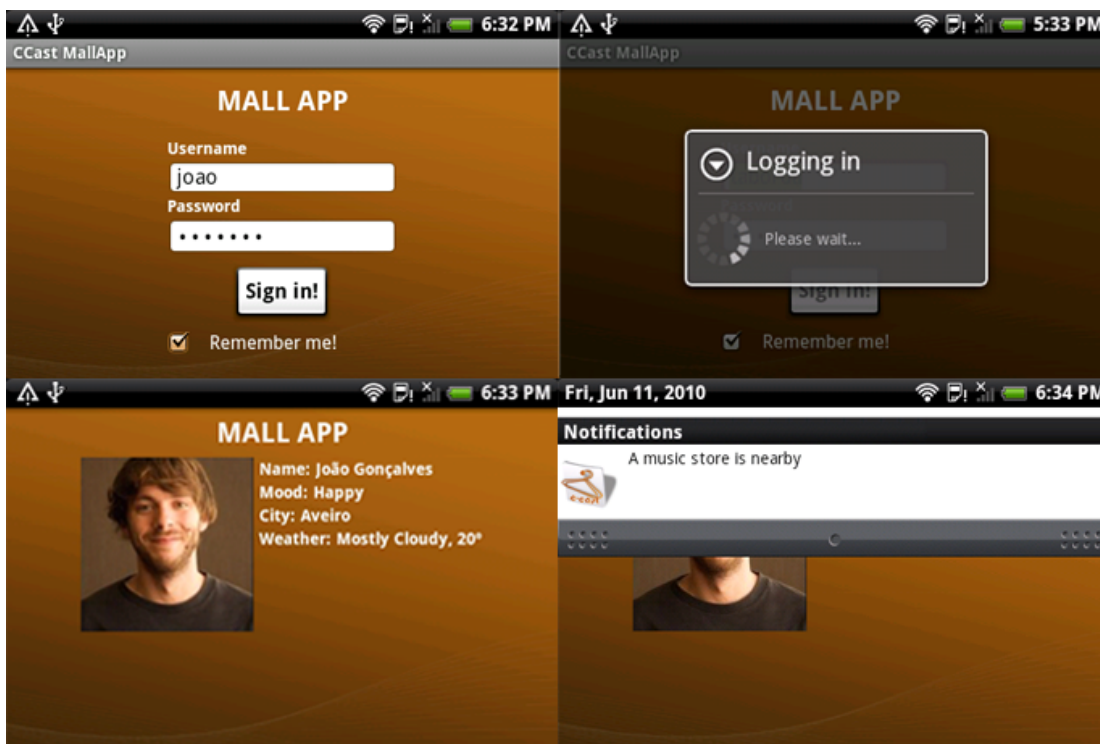 6:32 PM
CCast MallApp
MALL APP
Username
joao
Password
•••••••
Sign in!
Remember me!
5:33 PM
CCast MallApp
MALL APP
Logging in
Password
Please wait...
Sign in!
Remember me!
6:33 PM
MALL APP
Name: João Gonçalves
Mood: Happy
City: Aveiro
Weather: Mostly Cloudy, 20º
Fri, Jun 11, 2010
6:34 PM
Notifications
A music store is nearby